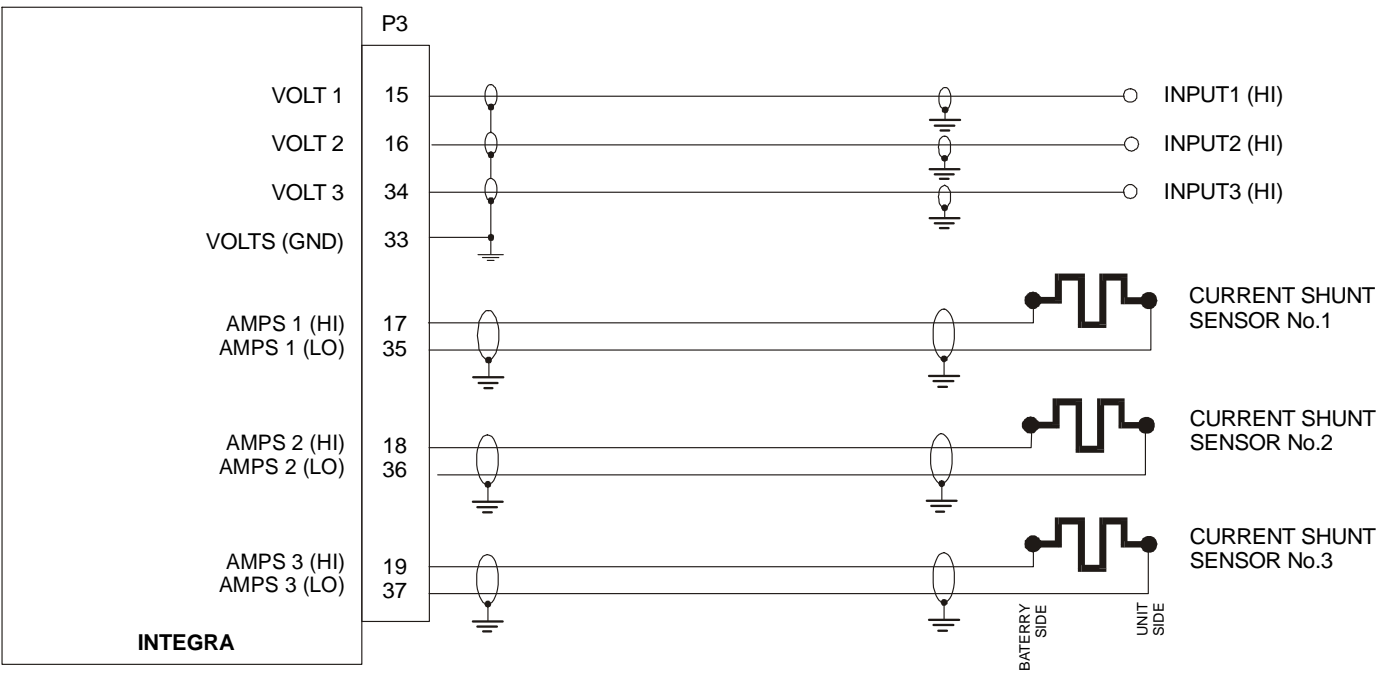 P3
VOLT 1 15 INPUT1 (HI)
VOLT 2 16 INPUT2 (HI)
VOLT 3 34 INPUT3 (HI)
VOLTS (GND) 33
CURRENT SHUNT
SENSOR No.1
AMPS 1 (HI) 17
AMPS 1 (LO) 35
CURRENT SHUNT
SENSOR No.2
AMPS 2 (HI) 18
AMPS 2 (LO) 36
CURRENT SHUNT
SENSOR No.3
AMPS 3 (HI) 19
AMPS 3 (LO) 37
BATERRY
SIDE
UNIT
SIDE
INTEGRA